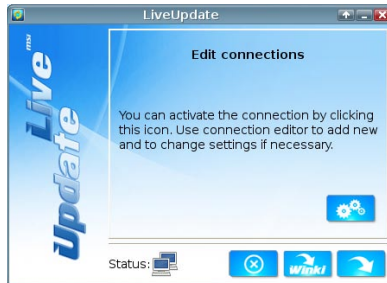 LiveUpdate
msi
Live
Update
Edit connections
You can activate the connection by clicking
this icon. Use connection editor to add new
and to change settings if necessary.
Status:
Winki